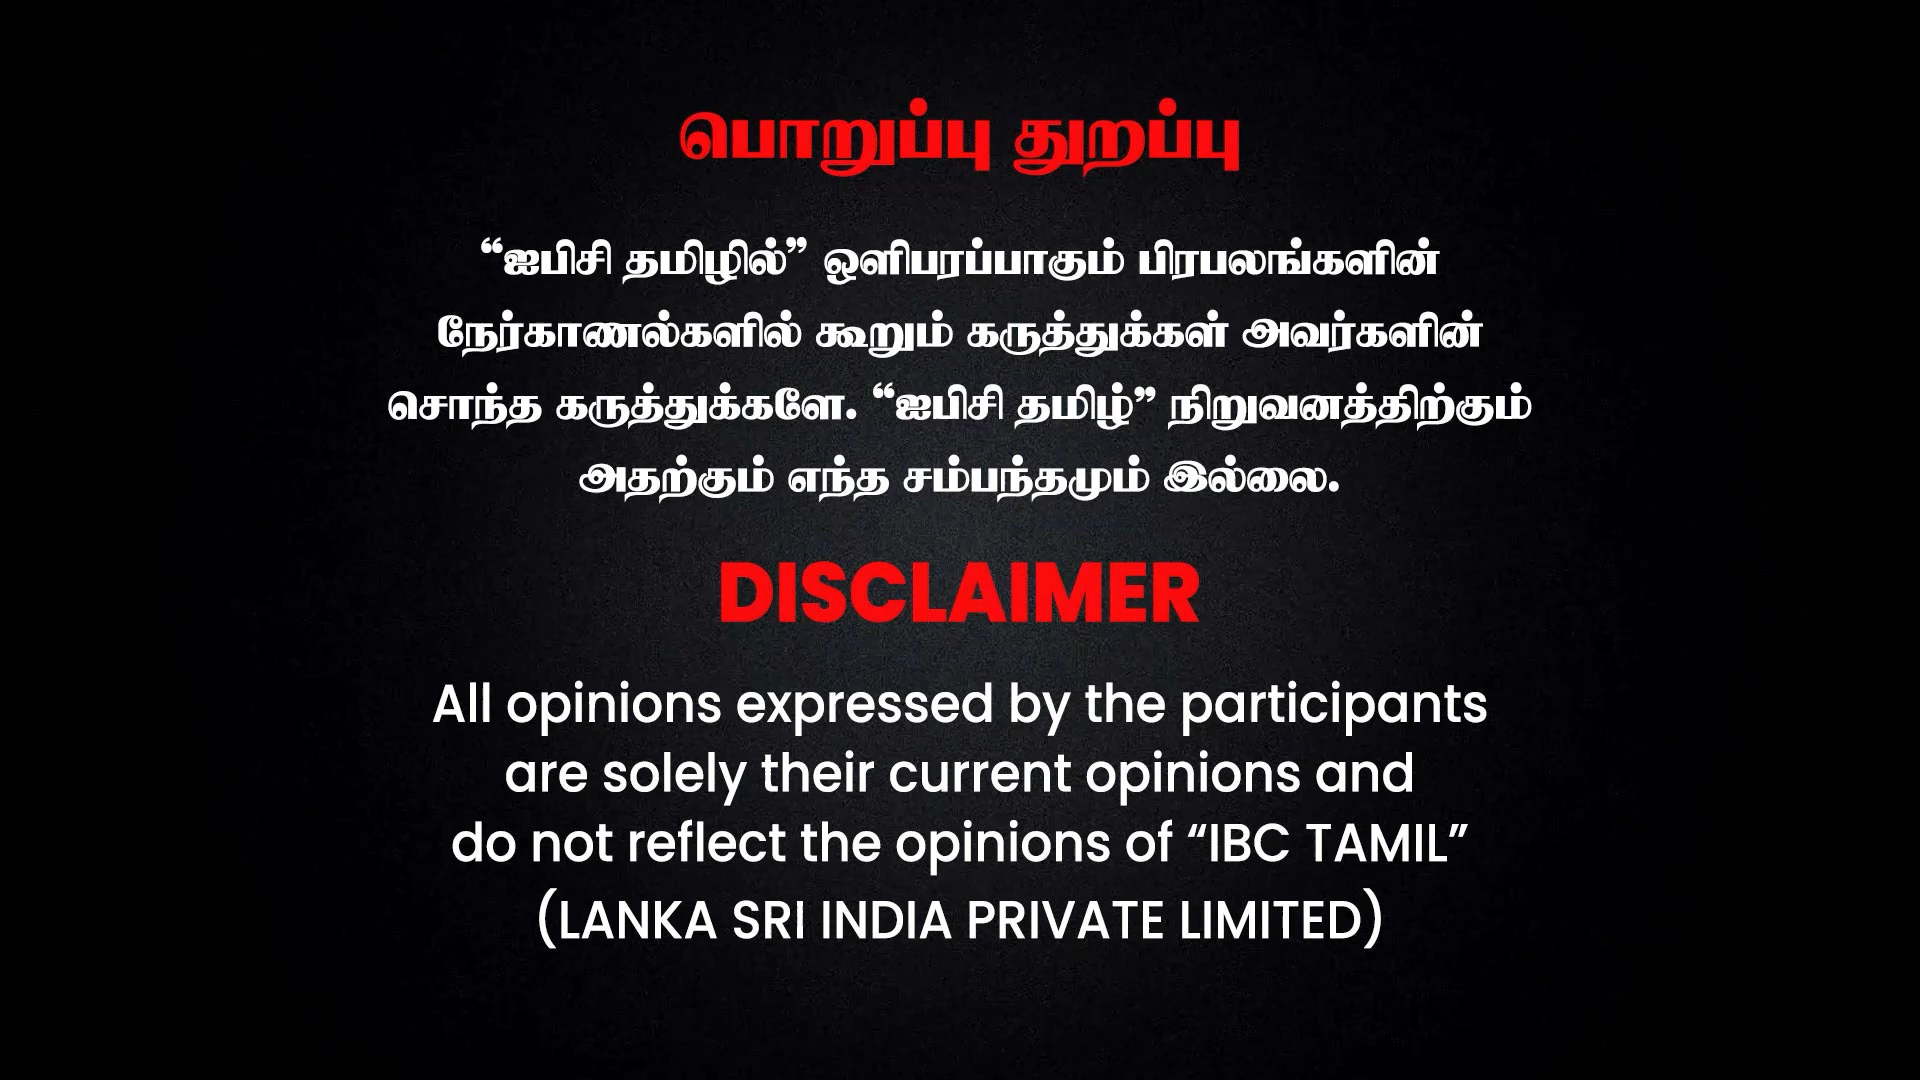 பொறுப்பு துறப்பு
“ஐபிசி தமிழில்” ஒளிபரப்பாகும் பிரபலங்களின்
நேர்காணல்களில் கூறும் கருத்துக்கள் அவர்களின்
சொந்த கருத்துக்களே. “ஐபிசி தமிழ்” நிறுவனத்திற்கும்
அதற்கும் எந்த சம்பந்தமும் இல்லை.
DISCLAIMER
All opinions expressed by the participants
are solely their current opinions and
do not reflect the opinions of “IBC TAMIL”
(LANKA SRI INDIA PRIVATE LIMITED)